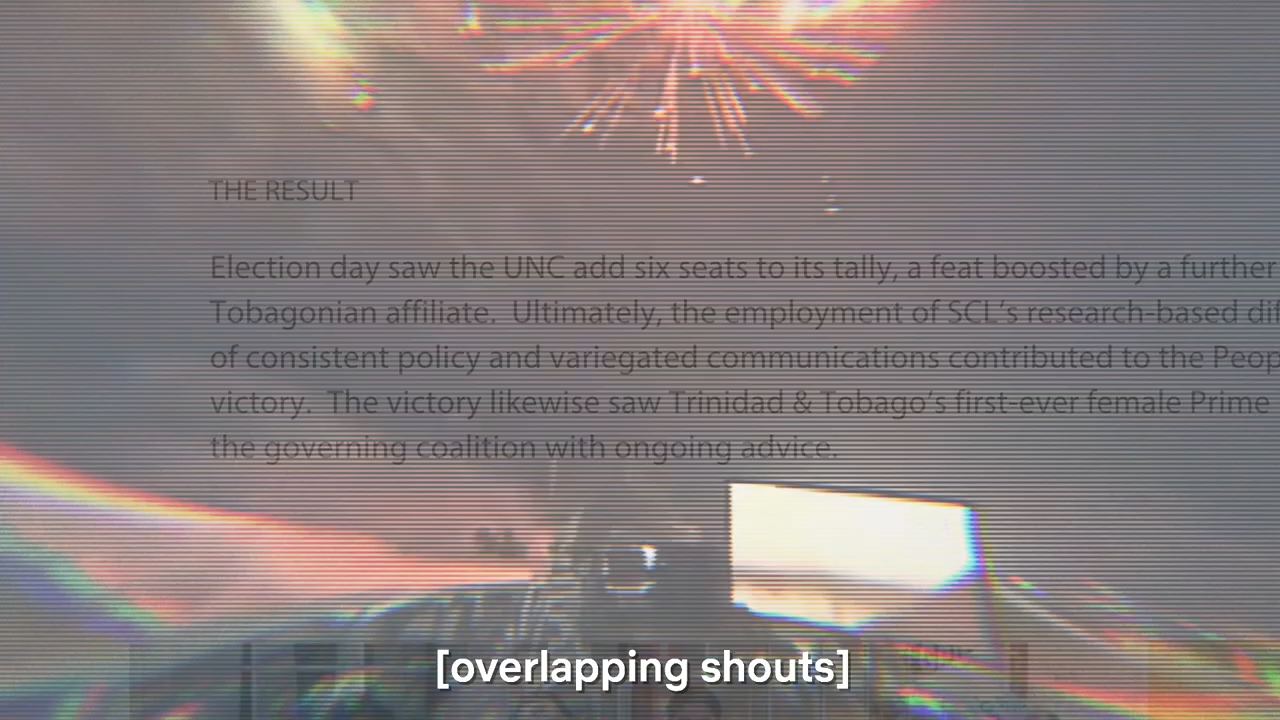 THE RESULT
Election day saw the UNC add six seats to its tally, a feat boosted by a further
Tobagonian affiliate. Ultimately, the employment of SCL’s research-based
of consistent policy and variegated communications contributed to the
victory. The victory likewise saw Trinidad & Tobago’s first-ever female Prime
the governing coalition with ongoing advice.
[overlapping shouts]